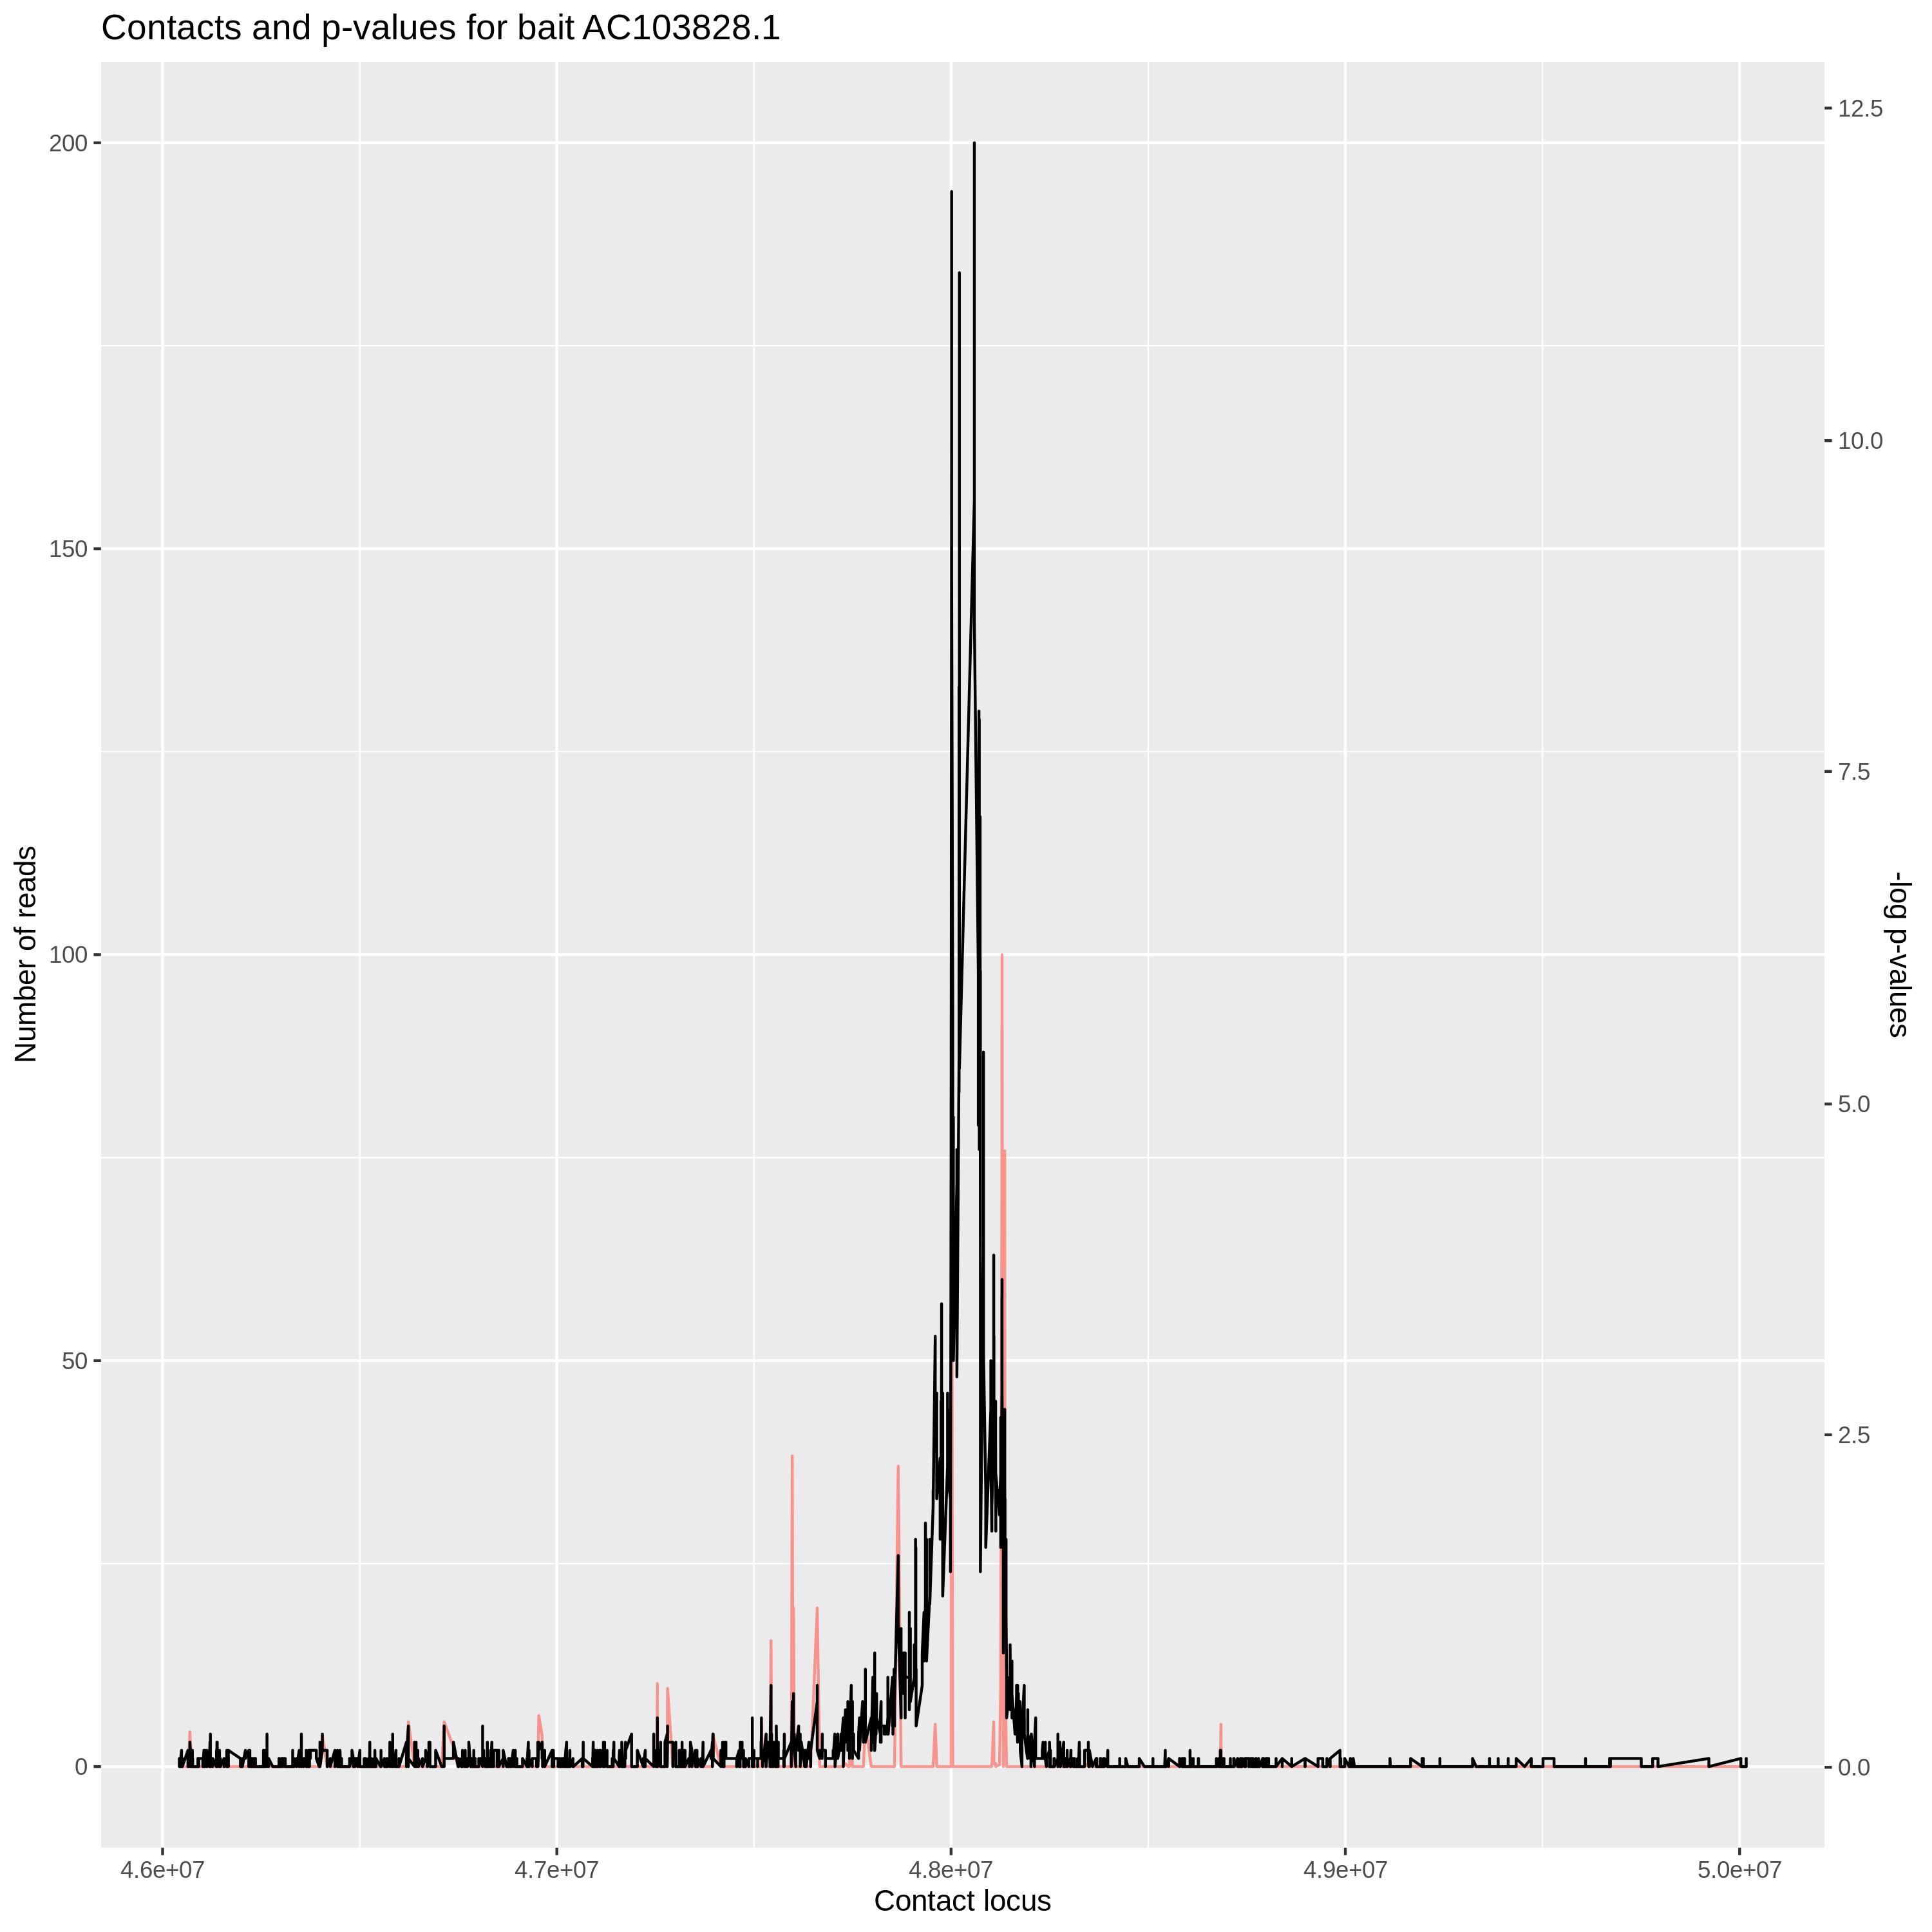 Contacts and p-values for bait AC103828.1
200
150
100
50
0
Number of reads
12.5
10.0
7.5
5.0
2.5
0.0
-log p-values
4.6e+07 4.7e+07 4.8e+07 4.9e+07 5.0e+07
Contact locus